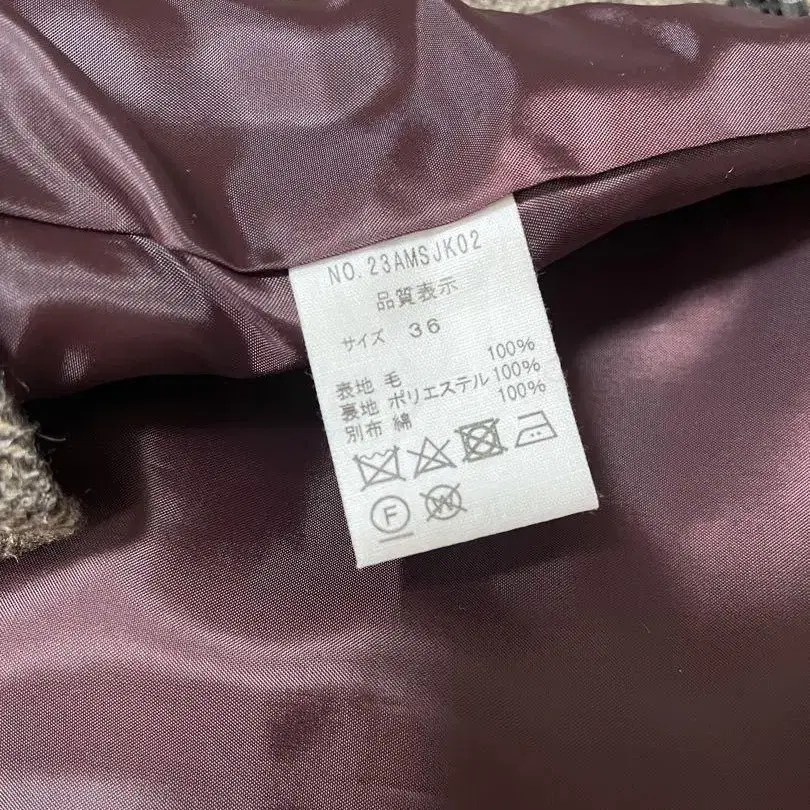 NO.23AMSJK02
品質表示
サイズ 36
表地 毛 100%
裏地 ポリエステル 100%
別布 綿 100%
F W